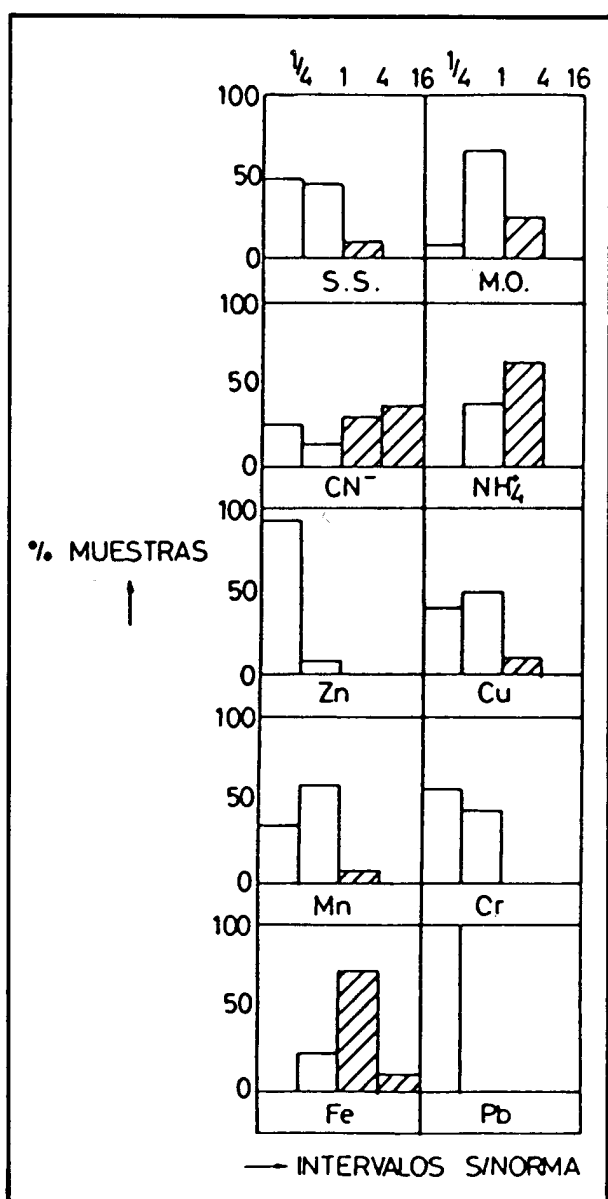 1/4 1 4 16 1/4 1 4 16
100
50
0
S.S. M.O.
100
50
0
CN⁻ NH₄⁺
100
50
0
% MUESTRAS
Zn Cu
100
50
0
Mn Cr
100
50
0
Fe Pb
→ INTERVALOS S/NORMA